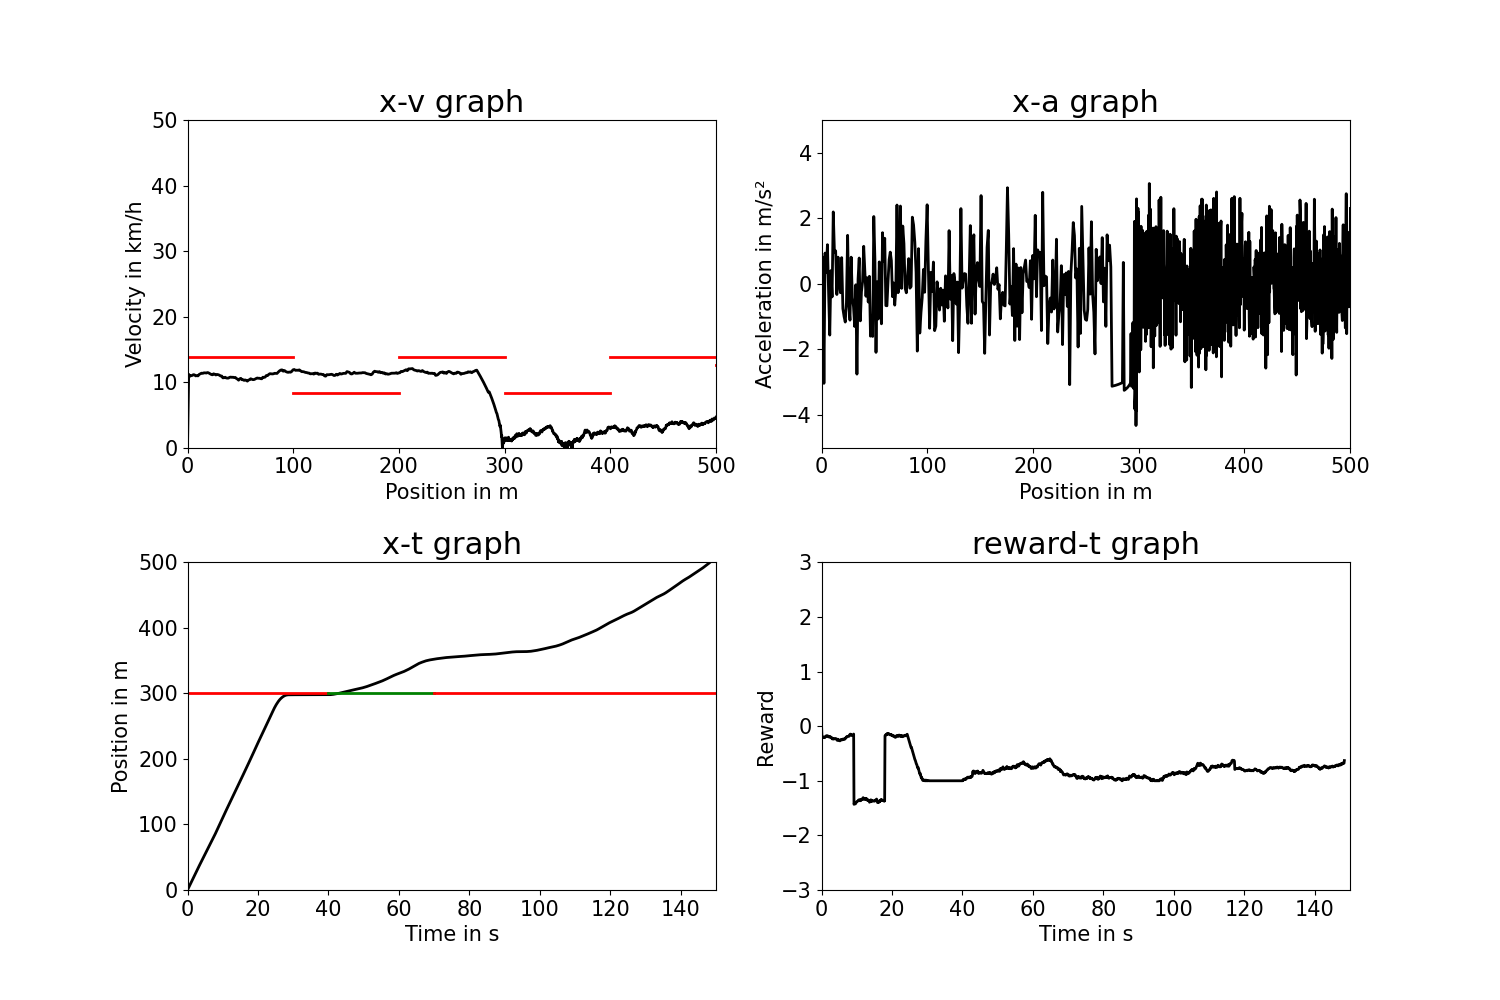 x-v graph
50
40
30
20
10
0
Velocity in km/h
0 100 200 300 400 500
Position in m
x-a graph
4
2
0
−2
−4
Acceleration in m/s²
0 100 200 300 400 500
Position in m
x-t graph
500
400
300
200
100
0
Position in m
0 20 40 60 80 100 120 140
Time in s
reward-t graph
3
2
1
0
−1
−2
−3
Reward
0 20 40 60 80 100 120 140
Time in s